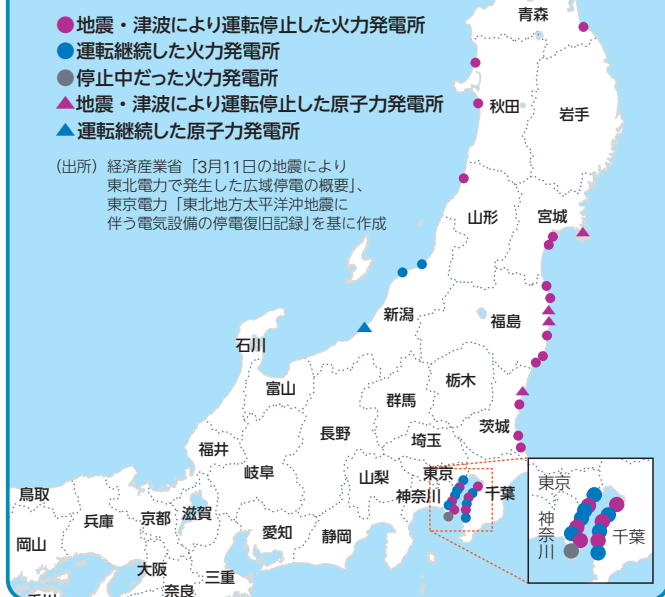 ●地震・津波により運転停止した火力発電所
●運転継続した火力発電所
●停止中だった火力発電所
▲地震・津波により運転停止した原子力発電所
▲運転継続した原子力発電所
(出所) 経済産業省「3月11日の地震により
東北電力で発生した広域停電の概要」、
東京電力「東北地方太平洋沖地震に
伴う電気設備の停電復旧記録」を基に作成
青森
秋田
岩手
山形
宮城
新潟
福島
石川
富山
栃木
群馬
茨城
長野
埼玉
福井
岐阜
山梨
東京
神奈川
千葉
鳥取
兵庫
京都
滋賀
愛知
静岡
岡山
大阪
三重
奈良
東京
神奈川
千葉